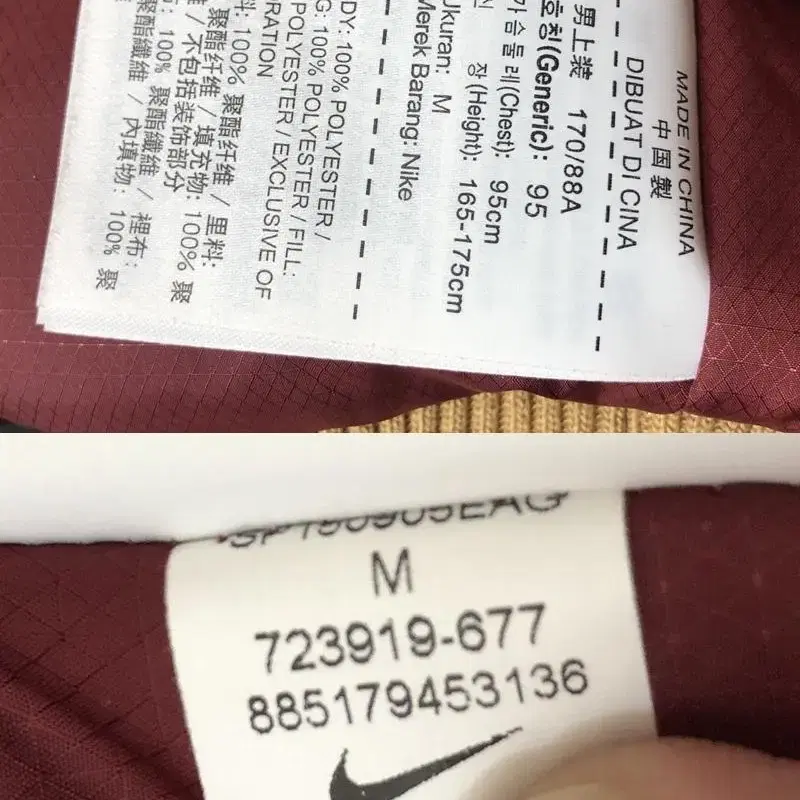 MADE IN CHINA
中国製
DIBUAT DI CINA
男上装 170/88A
호칭(Generic): 95
가슴둘레(Chest): 95cm
장 (Height): 165-175cm
Ukuran: M
Merek Barang: Nike
DY: 100% POLYESTER /
G: 100% POLYESTER /
POLYESTER / FILL:
EXCLUSIVE OF
ORATION
料: 100% 聚酯纤维 / 里料:
聚酯纤维 / 填充物: 100% 聚
维 / 不包括装饰部分
100% 聚酯纖維 / 裡布:
聚酯纖維 / 內填物: 100% 聚
M
723919-677
885179453136